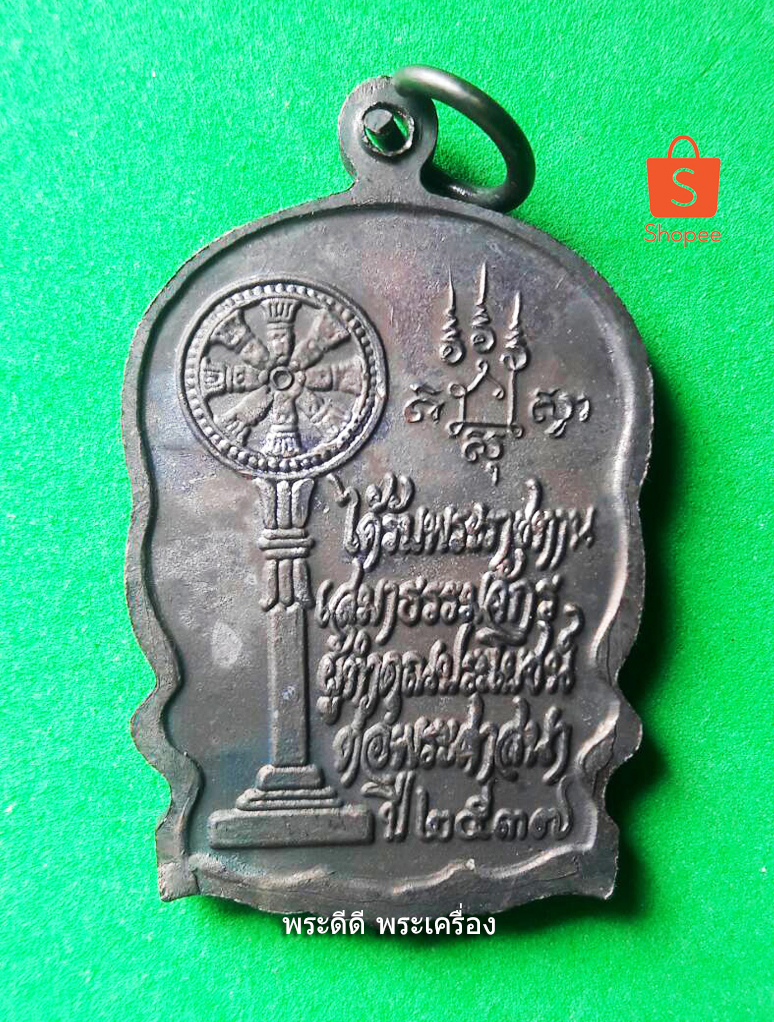 Shopee
ได้รับพระราชทาน
เสมาธรรมจักร
ผู้ทำคุณประโยชน์
ต่อพระศาสนา
ปี ๒๕๓๗
พระดีดี พระเครื่อง